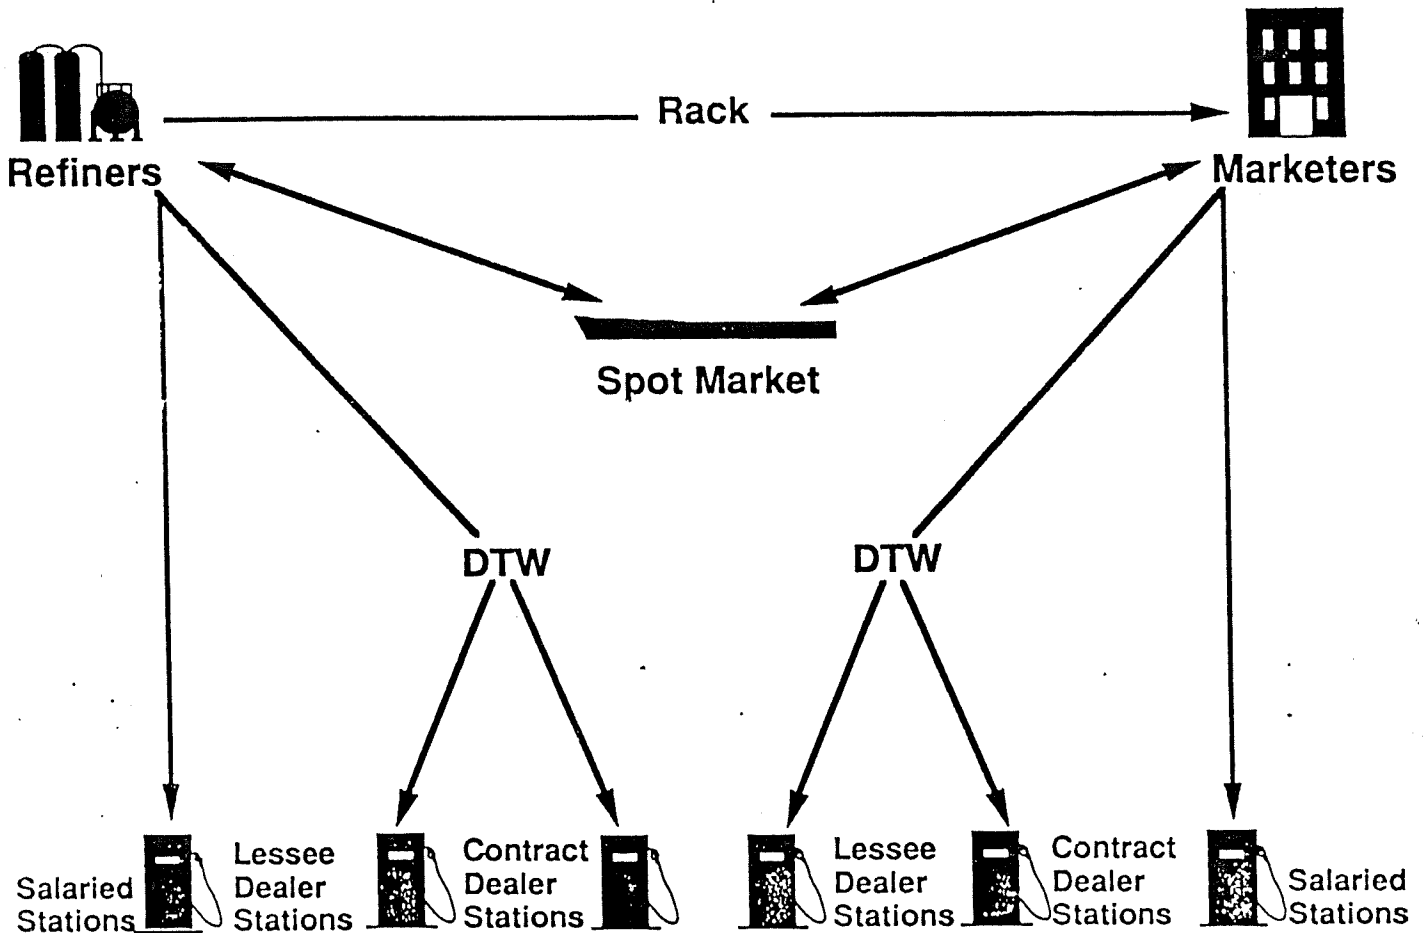 Rack
Refiners
Marketers
Spot Market
DTW
DTW
Salaried
Stations
Lessee
Dealer
Stations
Contract
Dealer
Stations
Lessee
Dealer
Stations
Contract
Dealer
Stations
Salaried
Stations